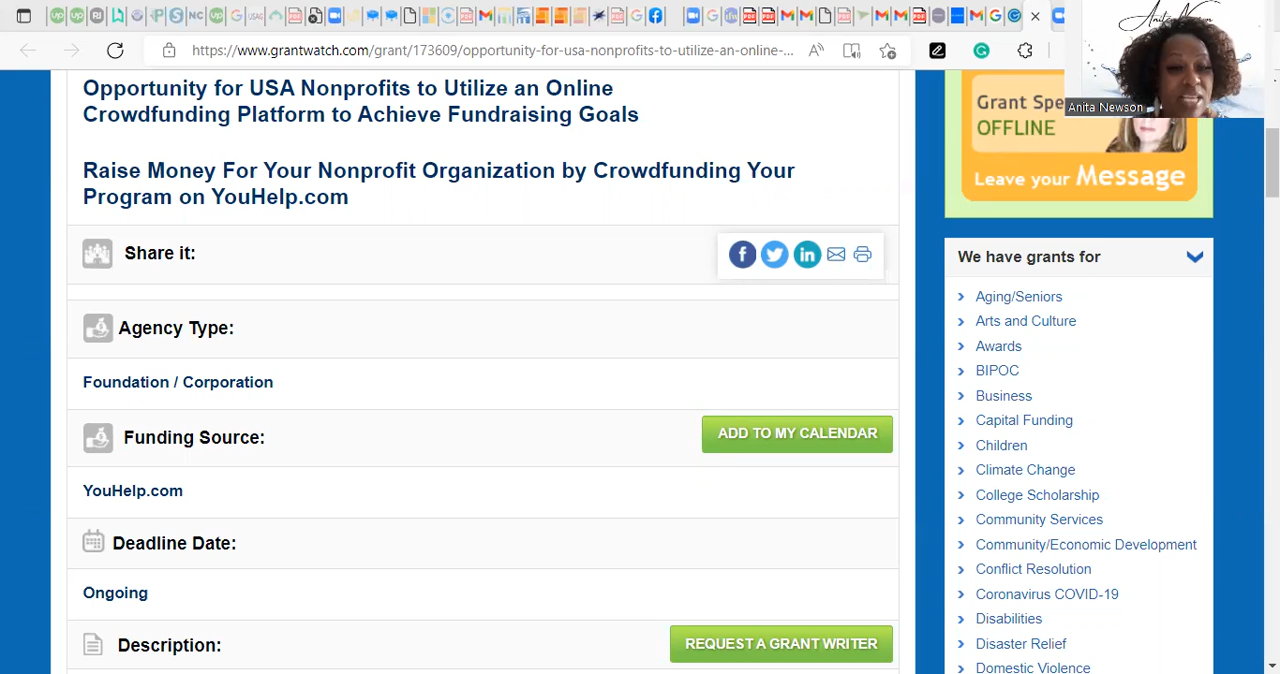 https://www.grantwatch.com/grant/173609/opportunity-for-usa-nonprofits-to-utilize-an-online-...
Anita Newson
Opportunity for USA Nonprofits to Utilize an Online
Crowdfunding Platform to Achieve Fundraising Goals
Raise Money For Your Nonprofit Organization by Crowdfunding Your
Program on YouHelp.com
Share it:
Agency Type:
Foundation / Corporation
Funding Source:
ADD TO MY CALENDAR
YouHelp.com
Deadline Date:
Ongoing
Description:
REQUEST A GRANT WRITER
Grant Spe
OFFLINE
Leave your Message
We have grants for
Aging/Seniors
Arts and Culture
Awards
BIPOC
Business
Capital Funding
Children
Climate Change
College Scholarship
Community Services
Community/Economic Development
Conflict Resolution
Coronavirus COVID-19
Disabilities
Disaster Relief
Domestic Violence